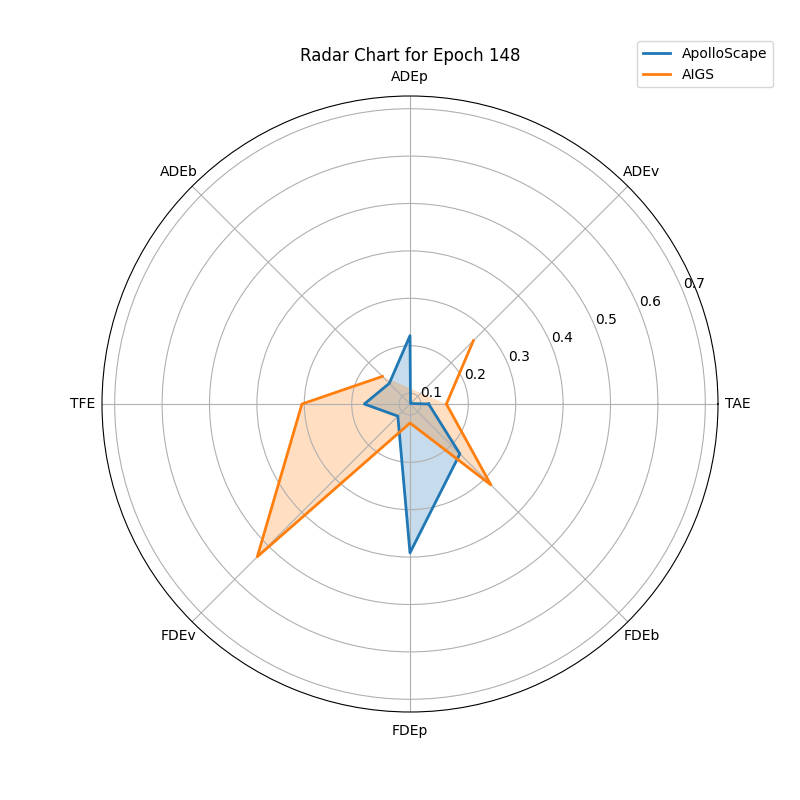 Radar Chart for Epoch 148
ApolloScape
AIGS
ADEp
ADEb
ADEv
0.7
0.6
0.5
0.4
0.3
0.2
0.1
TFE
TAE
FDEv
FDEb
FDEp